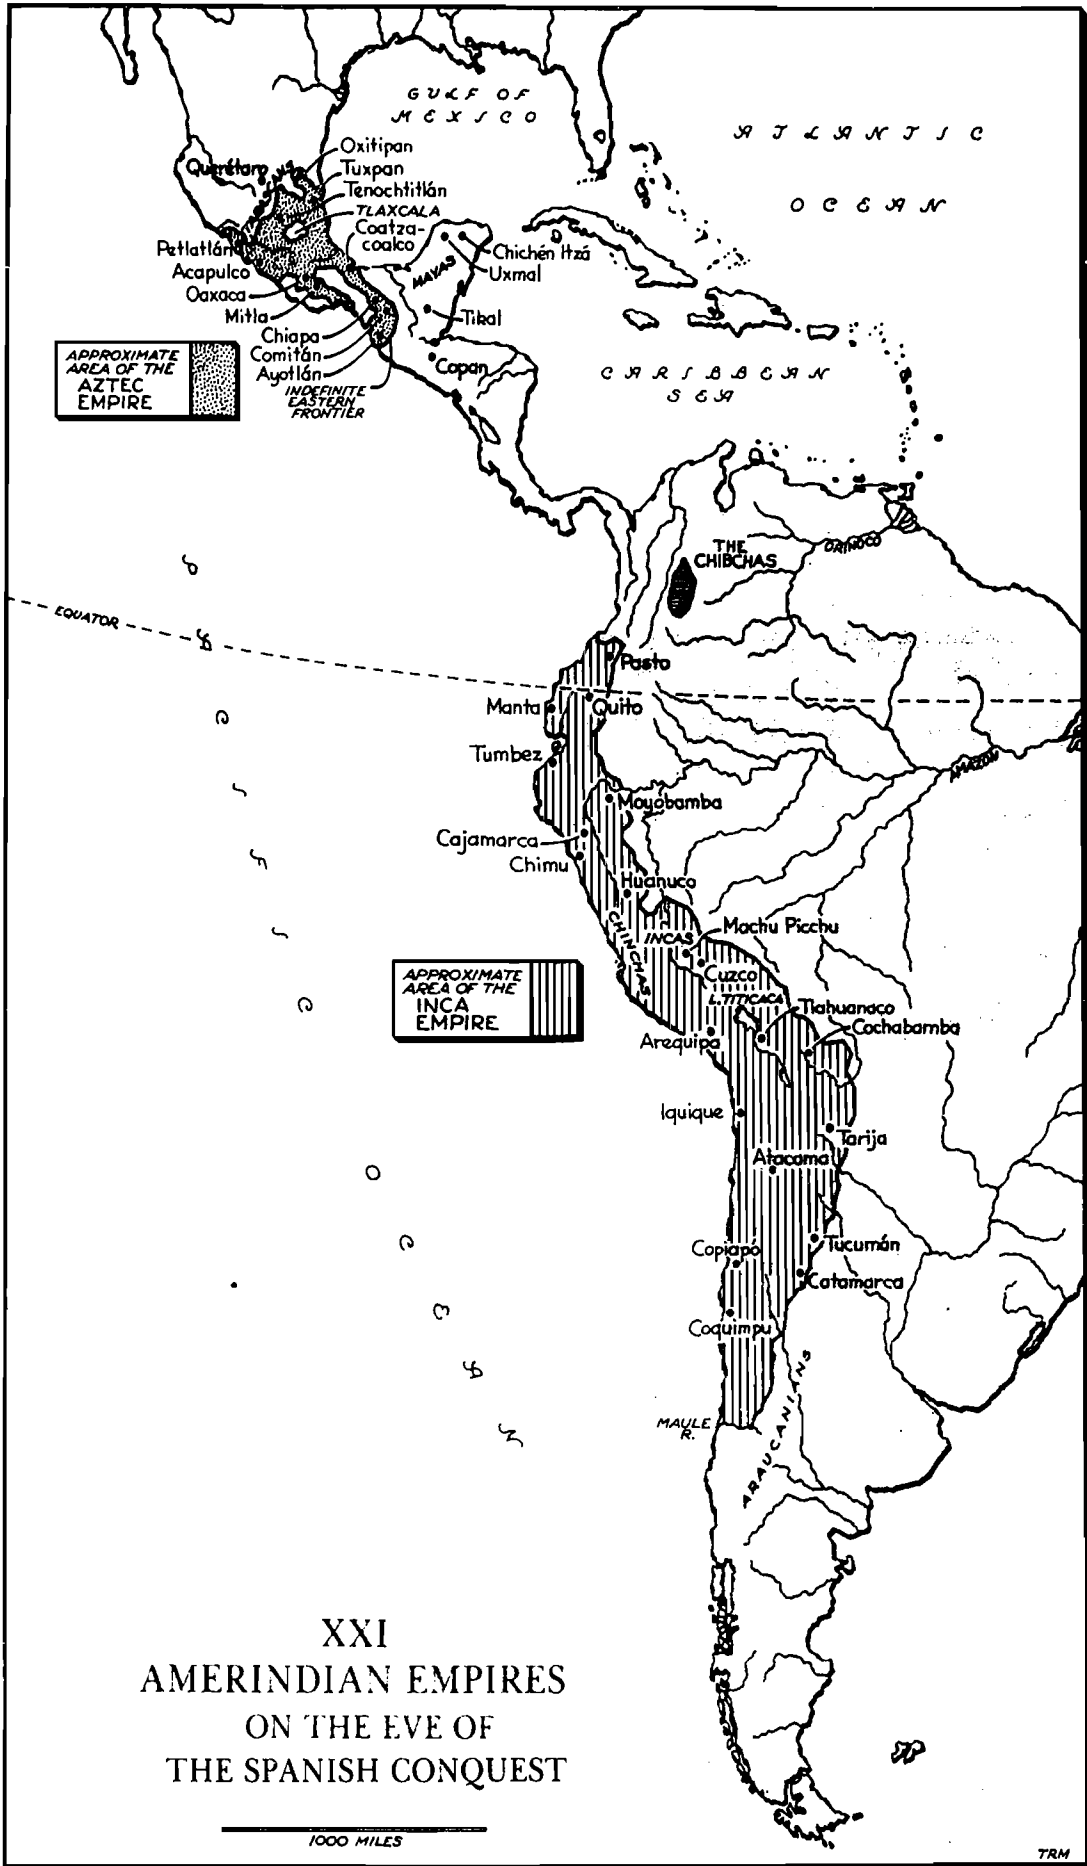 GULF OF
MEXICO
ATLANTIC
OCEAN
Oxitipan
Querétaro
Tuxpan
Tenochtitlán
TLAXCALA
Coatza-
coalco
Petlatlán
Acapulco
Oaxaca
Mitla
Chichén Itzá
Uxmal
MAYAS
Tikal
Chiapa
Comitán
Ayotlán
Copan
INDEFINITE
EASTERN
FRONTIER
APPROXIMATE
AREA OF THE
AZTEC
EMPIRE
CARIBBEAN
SEA
THE
CHIBCHAS
ORINOCO
EQUATOR
PACIFIC
OCEAN
Pasto
Manta
Quito
Tumbez
AMAZON
Moyobamba
Cajamarca
Chimu
Huanuco
CHINCHAS
INCAS
Machu Picchu
Cuzco
L. TITICACA
Tiahuanaco
Cochabamba
Arequipa
APPROXIMATE
AREA OF THE
INCA
EMPIRE
Iquique
Tarija
Atacama
Copiapó
Tucumán
Catamarca
Coquimpu
MAULE
R.
ARAUCANIANS
XXI
AMERINDIAN EMPIRES
ON THE EVE OF
THE SPANISH CONQUEST
1000 MILES
TRM